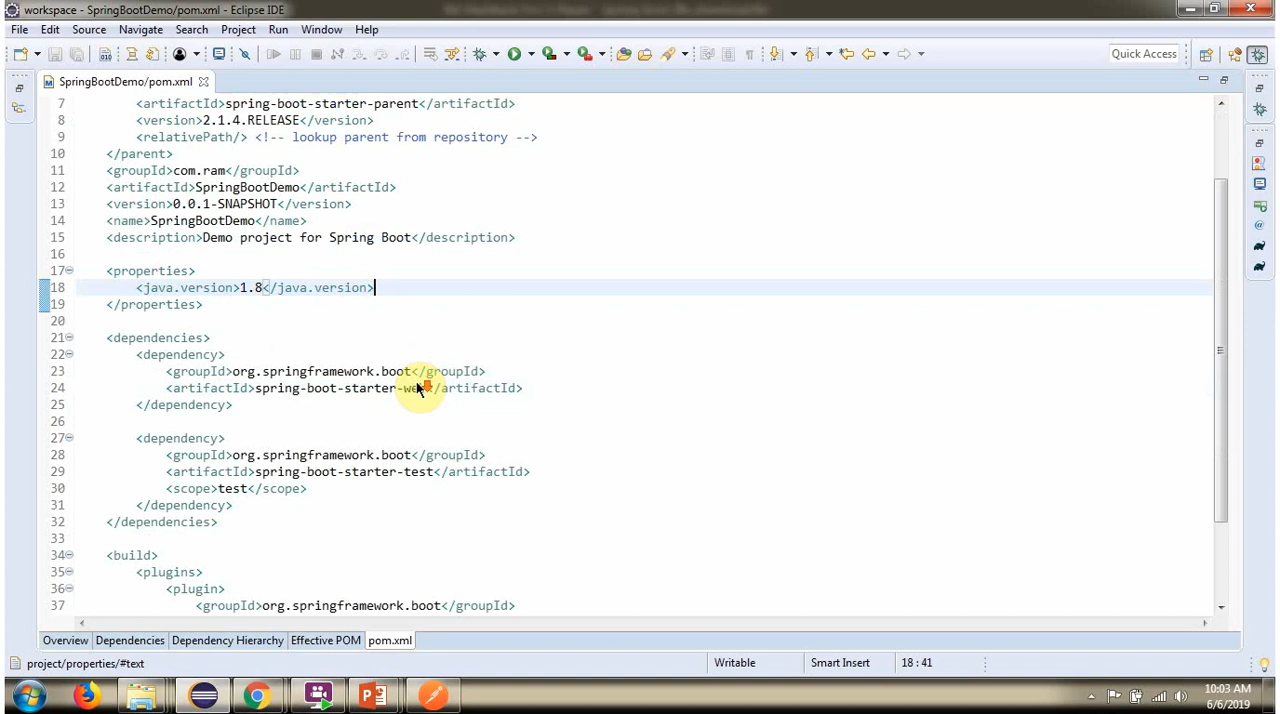 workspace - SpringBootDemo/pom.xml - Eclipse IDE
File Edit Source Navigate Search Project Run Window Help
Quick Access
SpringBootDemo/pom.xml
7 <artifactId>spring-boot-starter-parent</artifactId>
8 <version>2.1.4.RELEASE</version>
9 <relativePath/> <!-- lookup parent from repository -->
10 </parent>
11 <groupId>com.ram</groupId>
12 <artifactId>SpringBootDemo</artifactId>
13 <version>0.0.1-SNAPSHOT</version>
14 <name>SpringBootDemo</name>
15 <description>Demo project for Spring Boot</description>
16
17 <properties>
18 <java.version>1.8</java.version>
19 </properties>
20
21 <dependencies>
22 <dependency>
23 <groupId>org.springframework.boot</groupId>
24 <artifactId>spring-boot-starter-web</artifactId>
25 </dependency>
26
27 <dependency>
28 <groupId>org.springframework.boot</groupId>
29 <artifactId>spring-boot-starter-test</artifactId>
30 <scope>test</scope>
31 </dependency>
32 </dependencies>
33
34 <build>
35 <plugins>
36 <plugin>
37 <groupId>org.springframework.boot</groupId>
Overview Dependencies Dependency Hierarchy Effective POM pom.xml
project/properties/#text Writable Smart Insert 18 : 41
10:03 AM
6/6/2019